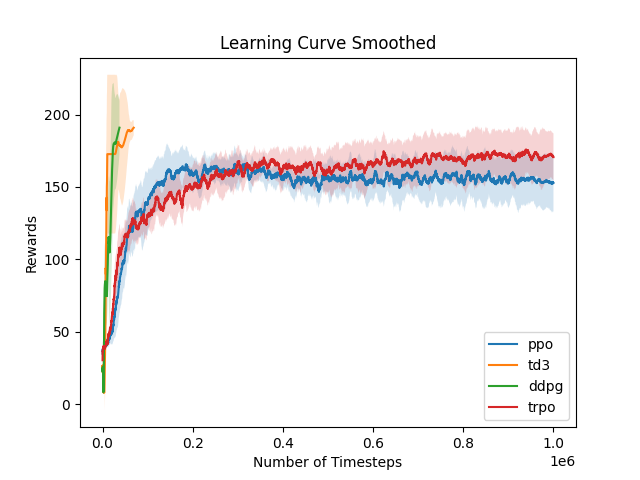 Learning Curve Smoothed
Rewards
200
150
100
50
0
0.0 0.2 0.4 0.6 0.8 1.0
1e6
Number of Timesteps
ppo
td3
ddpg
trpo